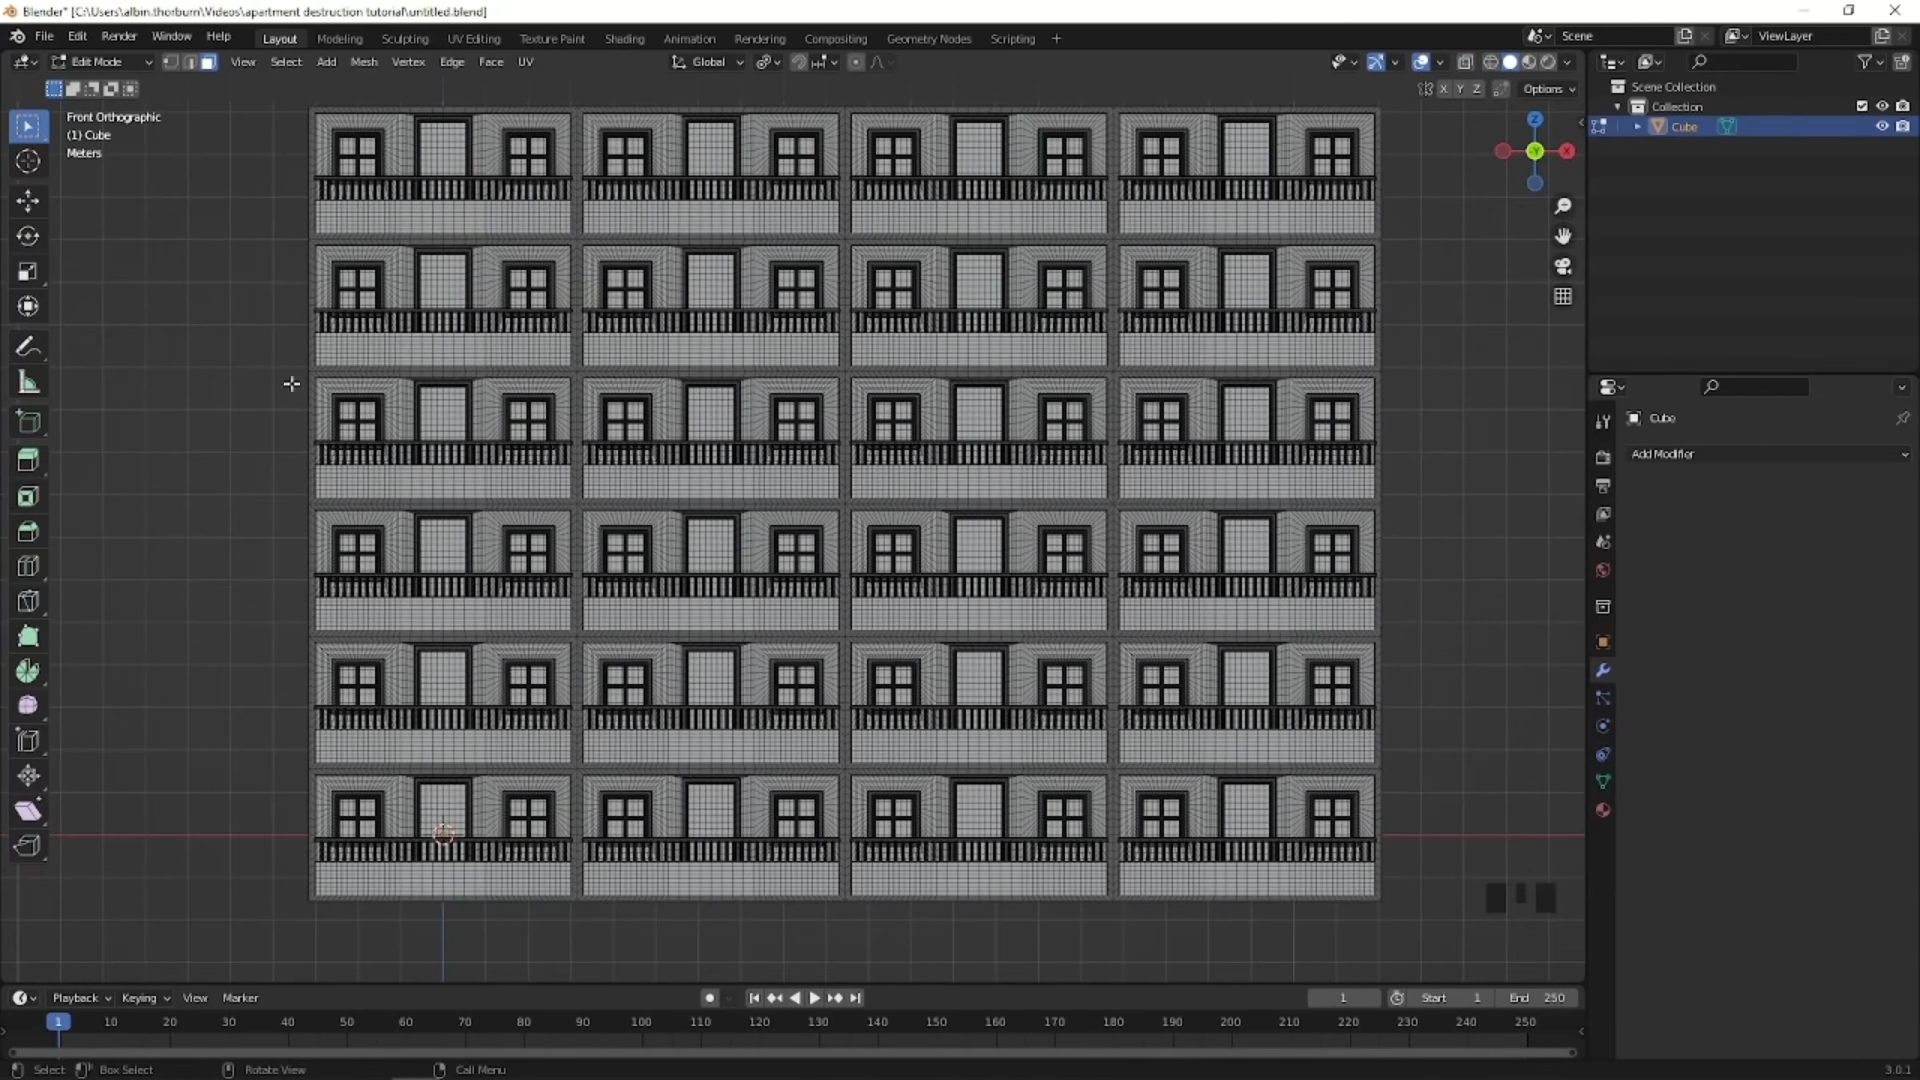 Blender* [C:\Users\albin.thorburn\Videos\apartment destruction tutorial\untitled.blend]
File Edit Render Window Help Layout Modeling Sculpting UV Editing Texture Paint Shading Animation Rendering Compositing Geometry Nodes Scripting + Scene ViewLayer
Edit Mode View Select Add Mesh Vertex Edge Face UV Global
X Y Z Options
Scene Collection
Collection
Cube
Front Orthographic
(1) Cube
Meters
Z
-Y X
Cube
Add Modifier
Playback Keying View Marker 1 Start 1 End 250
1 10 20 30 40 50 60 70 80 90 100 110 120 130 140 150 160 170 180 190 200 210 220 230 240 250
Select Box Select Rotate View Call Menu 3.0.1